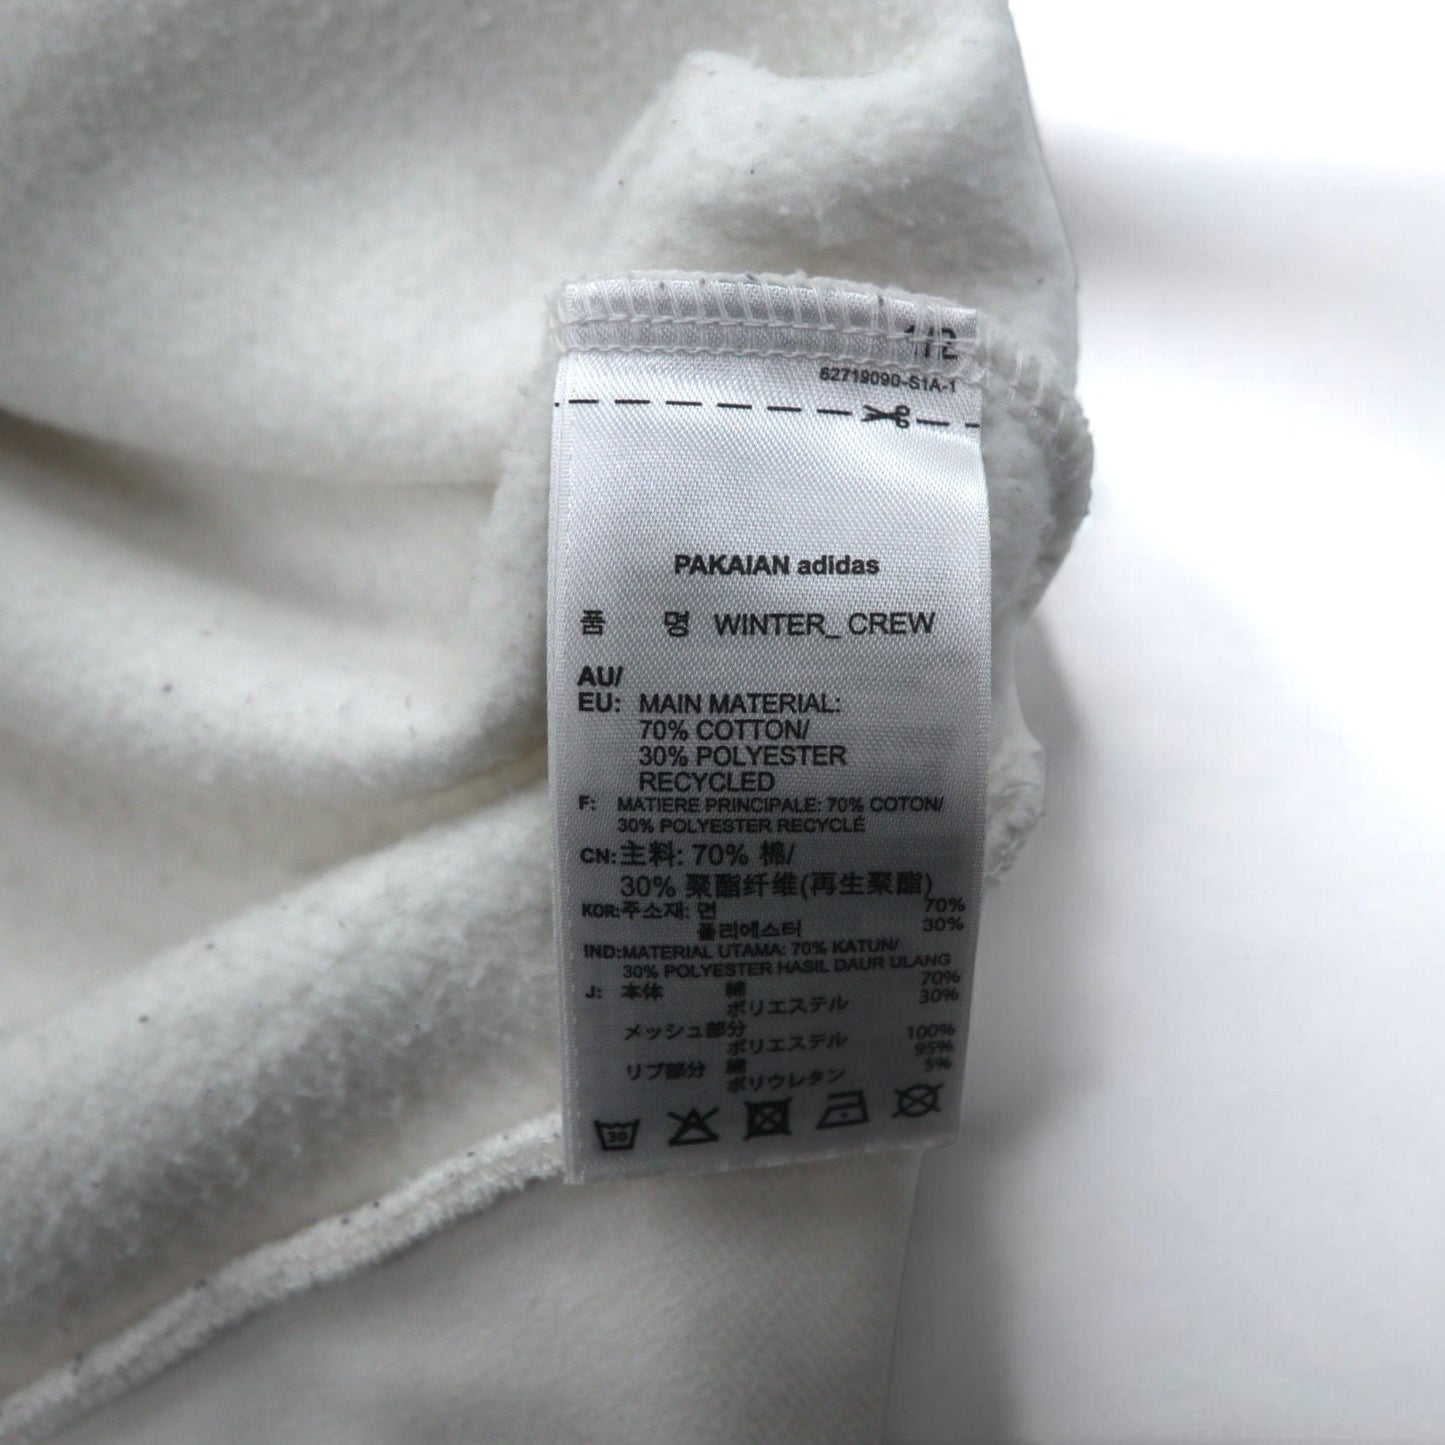 1/2
62719090-S1A-1
PAKAIAN adidas
품 명 WINTER_ CREW
AU/
EU: MAIN MATERIAL:
70% COTTON/
30% POLYESTER
RECYCLED
F: MATIERE PRINCIPALE: 70% COTON/
30% POLYESTER RECYCLÉ
CN:主料: 70% 棉/
30% 聚酯纤维(再生聚酯)
KOR:주소재: 면 70%
폴리에스터 30%
IND:MATERIAL UTAMA: 70% KATUN/
30% POLYESTER HASIL DAUR ULANG
J: 本体 綿 70%
ポリエステル 30%
メッシュ部分
ポリエステル 100%
リブ部分 綿 95%
ポリウレタン 5%
30